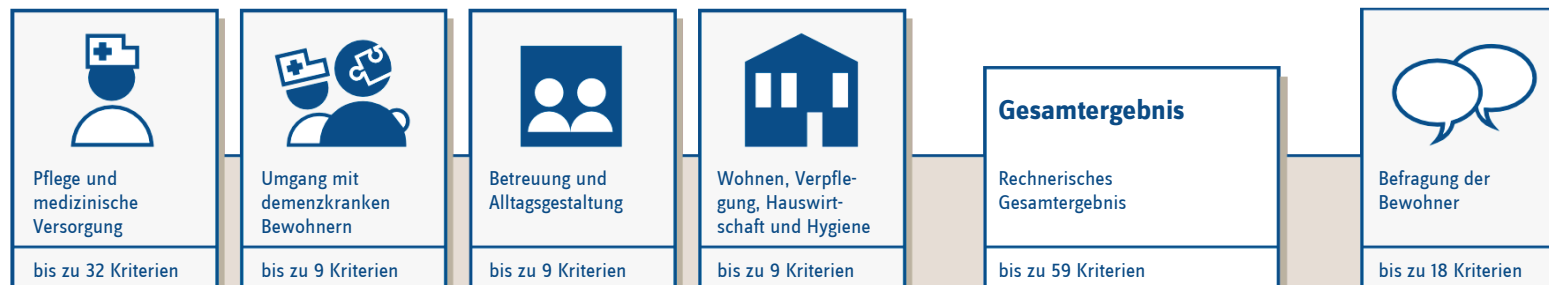 Pflege und
medizinische
Versorgung
bis zu 32 Kriterien
Umgang mit
demenzkranken
Bewohnern
bis zu 9 Kriterien
Betreuung und
Alltagsgestaltung
bis zu 9 Kriterien
Wohnen, Verpfle-
gung, Hauswirt-
schaft und Hygiene
bis zu 9 Kriterien
Gesamtergebnis
Rechnerisches
Gesamtergebnis
bis zu 59 Kriterien
Befragung der
Bewohner
bis zu 18 Kriterien